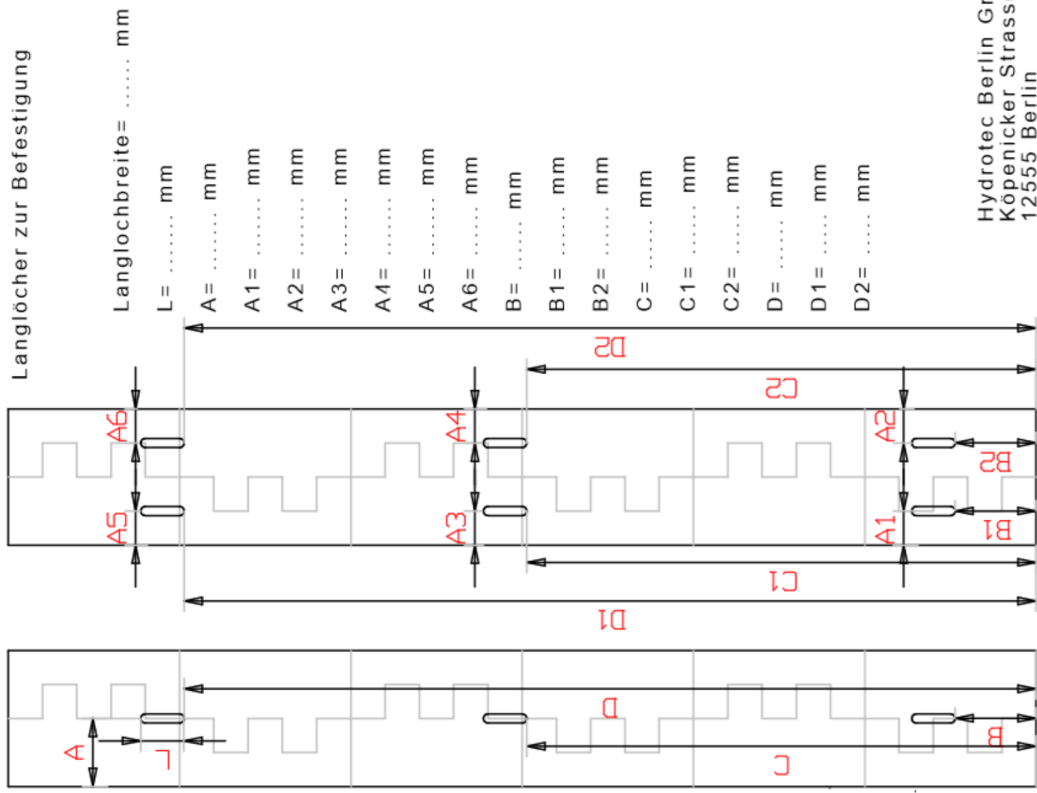 Langlöcher zur Befestigung
Langlochbreite= ...... mm
L= ........ mm
A= ....... mm
A1= ........ mm
A2= ........ mm
A3= ........ mm
A4= ........ mm
A5= ........ mm
A6= ........ mm
B= ....... mm
B1= ........ mm
B2= ........ mm
C= ....... mm
C1= ........ mm
C2= ........ mm
D= ....... mm
D1= ........ mm
D2= ....... mm
Hydrotec Berlin
Köpenicker
12555 Berlin
A6
A5
A4
A3
A2
A1
D2
C2
B2
B1
C1
D1
A
L
D
C
B